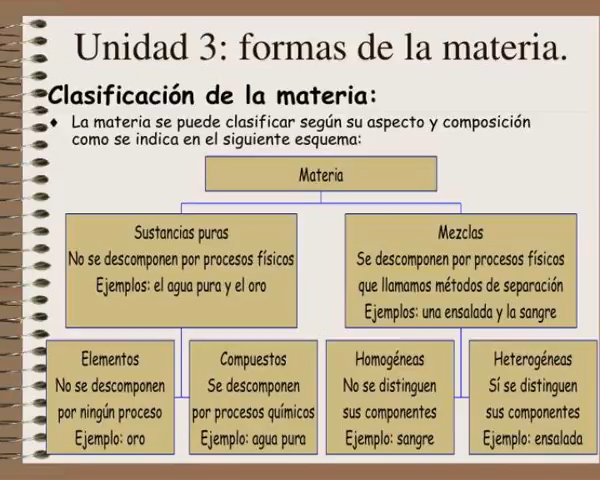 Unidad 3: formas de la materia.
Clasificación de la materia:
♦ La materia se puede clasificar según su aspecto y composición
como se indica en el siguiente esquema:
Materia
Sustancias puras
No se descomponen por procesos físicos
Ejemplos: el agua pura y el oro
Mezclas
Se descomponen por procesos físicos
que llamamos métodos de separación
Ejemplos: una ensalada y la sangre
Elementos
No se descomponen
por ningún proceso
Ejemplo: oro
Compuestos
Se descomponen
por procesos químicos
Ejemplo: agua pura
Homogéneas
No se distinguen
sus componentes
Ejemplo: sangre
Heterogéneas
Sí se distinguen
sus componentes
Ejemplo: ensalada